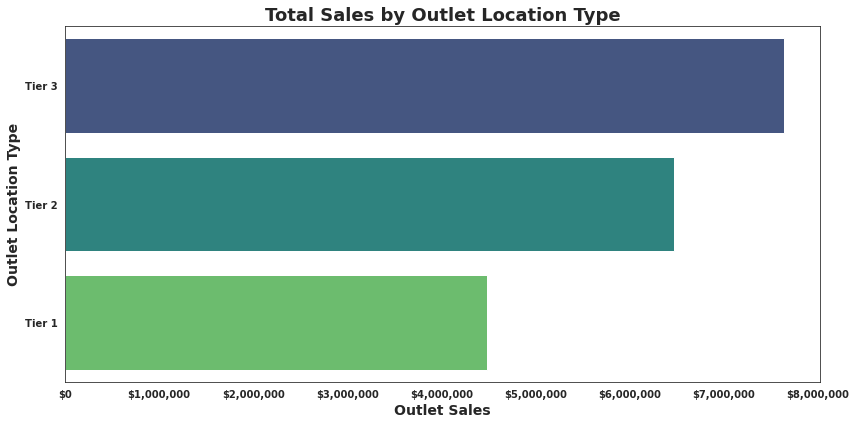 Total Sales by Outlet Location Type
Outlet Location Type
Tier 3
Tier 2
Tier 1
$0 $1,000,000 $2,000,000 $3,000,000 $4,000,000 $5,000,000 $6,000,000 $7,000,000 $8,000,000
Outlet Sales